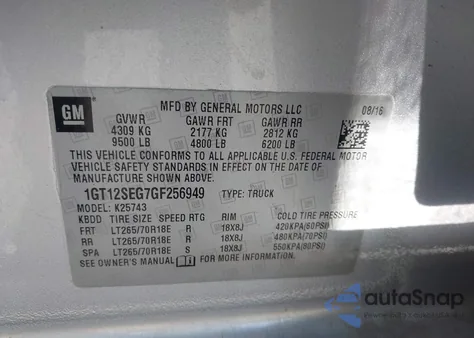 GM
MFD BY GENERAL MOTORS LLC 08/16
GVWR GAWR FRT GAWR RR
4309 KG 2177 KG 2812 KG
9500 LB 4800 LB 6200 LB
THIS VEHICLE CONFORMS TO ALL APPLICABLE U.S. FEDERAL MOTOR
VEHICLE SAFETY STANDARDS IN EFFECT ON THE DATE OF
MANUFACTURE SHOWN ABOVE.
1GT12SEG7GF256949 TYPE: TRUCK
MODEL: K25743
KBDD TIRE SIZE SPEED RTG RIM COLD TIRE PRESSURE
FRT LT265/70R18E R 18X8J 420KPA(60PSI)
RR LT265/70R18E R 18X8J 480KPA(70PSI)
SPA LT265/70R18E S 18X8J 550KPA(80PSI)
SEE OWNER'S MANUAL FOR ADDITIONAL INFORMATION
autoSnap